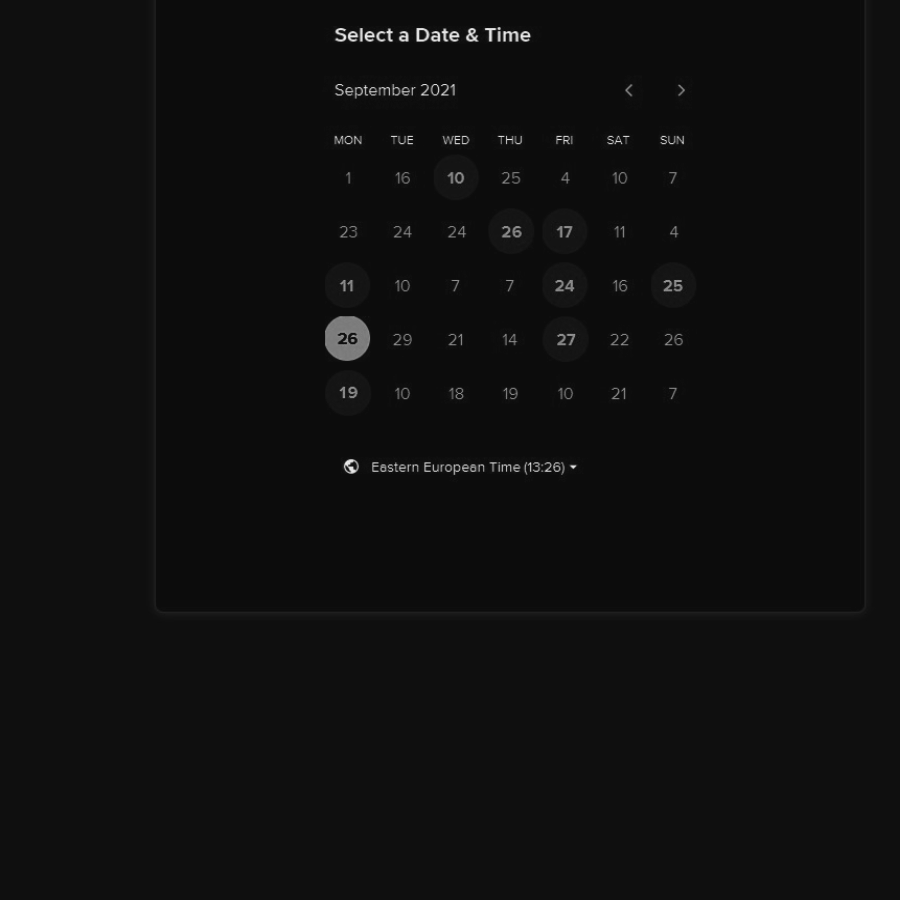 Select a Date & Time
September 2021
MON TUE WED THU FRI SAT SUN
1 16 10 25 4 10 7
23 24 24 26 17 11 4
11 10 7 7 24 16 25
26 29 21 14 27 22 26
19 10 18 19 10 21 7
Eastern European Time (13:26)